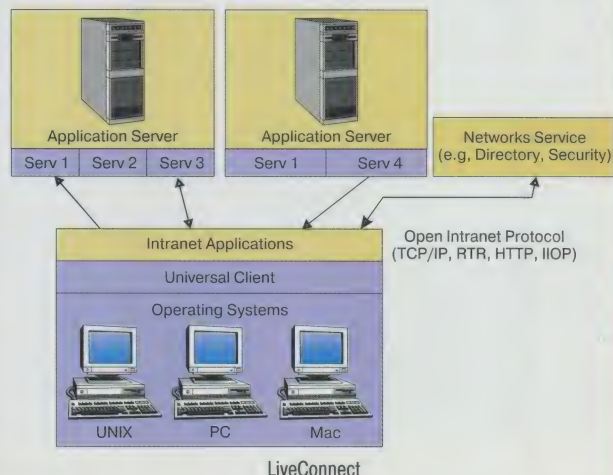 Application Server
Serv 1 Serv 2 Serv 3
Application Server
Serv 1 Serv 4
Networks Service
(e.g, Directory, Security)
Intranet Applications
Open Intranet Protocol
(TCP/IP, RTR, HTTP, IIOP)
Universal Client
Operating Systems
UNIX PC Mac
LiveConnect